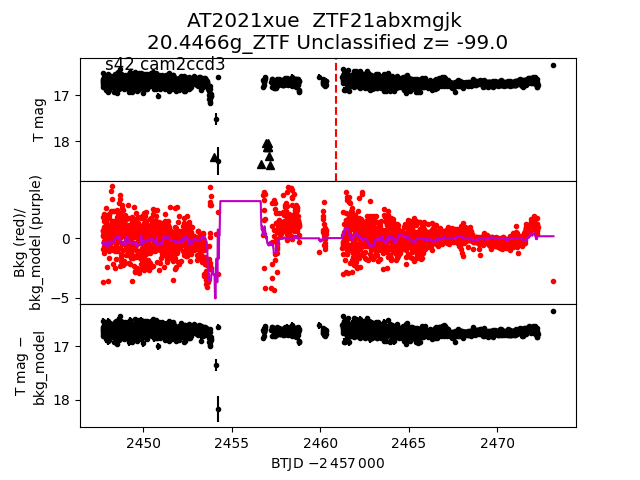 AT2021xue  ZTF21abxmgjk
20.4466g_ZTF Unclassified z= -99.0
s42 cam2ccd3
T mag
17
18
Bkg (red)/
bkg_model (purple)
0
−5
T mag −
bkg_model
17
18
2450
2455
2460
2465
2470
BTJD −2 457 000